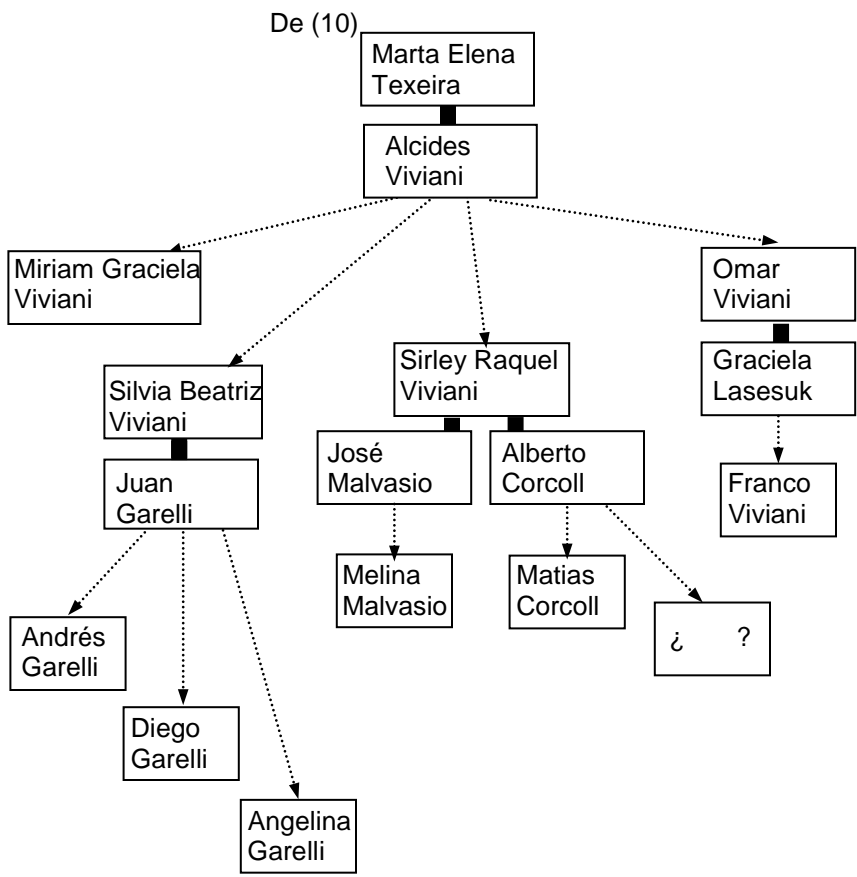 De (10)
Marta Elena
Texeira
Alcides
Viviani
Miriam Graciela
Viviani
Omar
Viviani
Silvia Beatriz
Viviani
Sirley Raquel
Viviani
Graciela
Lasesuk
Juan
Garelli
José
Malvasio
Alberto
Corcoll
Franco
Viviani
Melina
Malvasio
Matias
Corcoll
¿ ?
Andrés
Garelli
Diego
Garelli
Angelina
Garelli